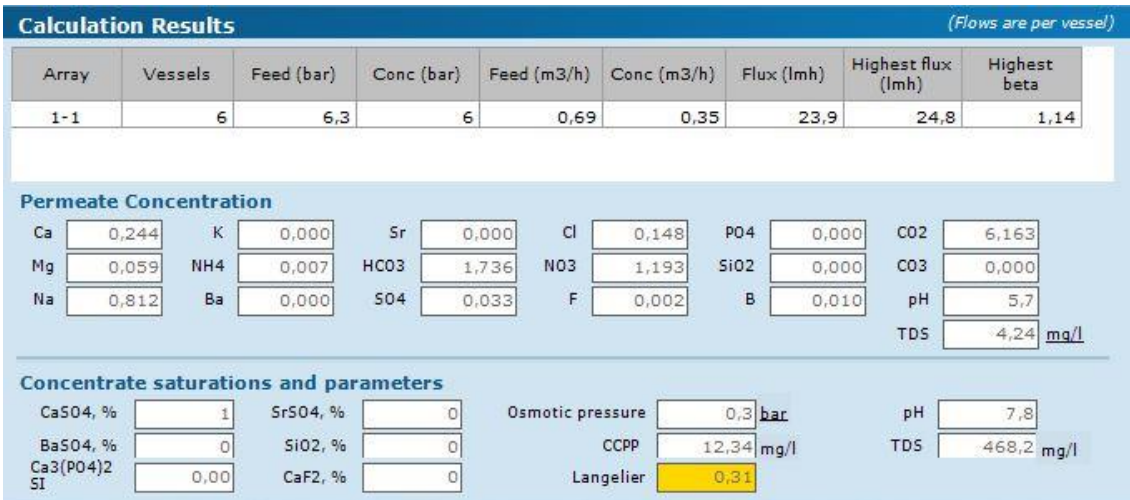 Calculation Results (Flows are per vessel)
Array Vessels Feed (bar) Conc (bar) Feed (m3/h) Conc (m3/h) Flux (lmh) Highest flux (lmh) Highest beta
1-1 6 6,3 6 0,69 0,35 23,9 24,8 1,14
Permeate Concentration
Ca 0,244 K 0,000 Sr 0,000 Cl 0,148 PO4 0,000 CO2 6,163
Mg 0,059 NH4 0,007 HCO3 1,736 NO3 1,193 SiO2 0,000 CO3 0,000
Na 0,812 Ba 0,000 SO4 0,033 F 0,002 B 0,010 pH 5,7
TDS 4,24 mg/l
Concentrate saturations and parameters
CaSO4, % 1 SrSO4, % 0 Osmotic pressure 0,3 bar pH 7,8
BaSO4, % 0 SiO2, % 0 CCPP 12,34 mg/l TDS 468,2 mg/l
Ca3(PO4)2 SI 0,00 CaF2, % 0 Langelier 0,31